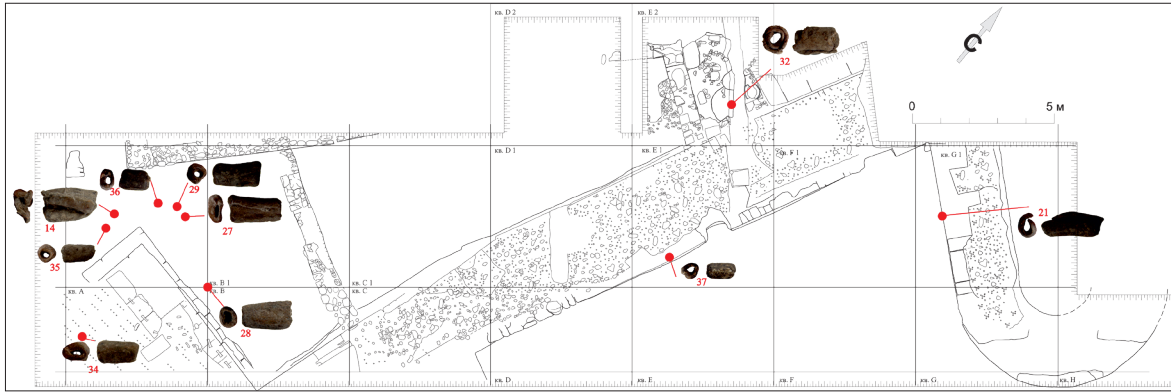 кв. D 2
кв. E 2
С
32
0
5 м
кв. D 1
кв. E 1
кв. F 1
кв. G 1
36
29
14
27
21
35
37
кв. A
кв. B 1
кв. B
кв. C 1
кв. C
28
34
кв. D
кв. E
кв. F
кв. G
кв. H